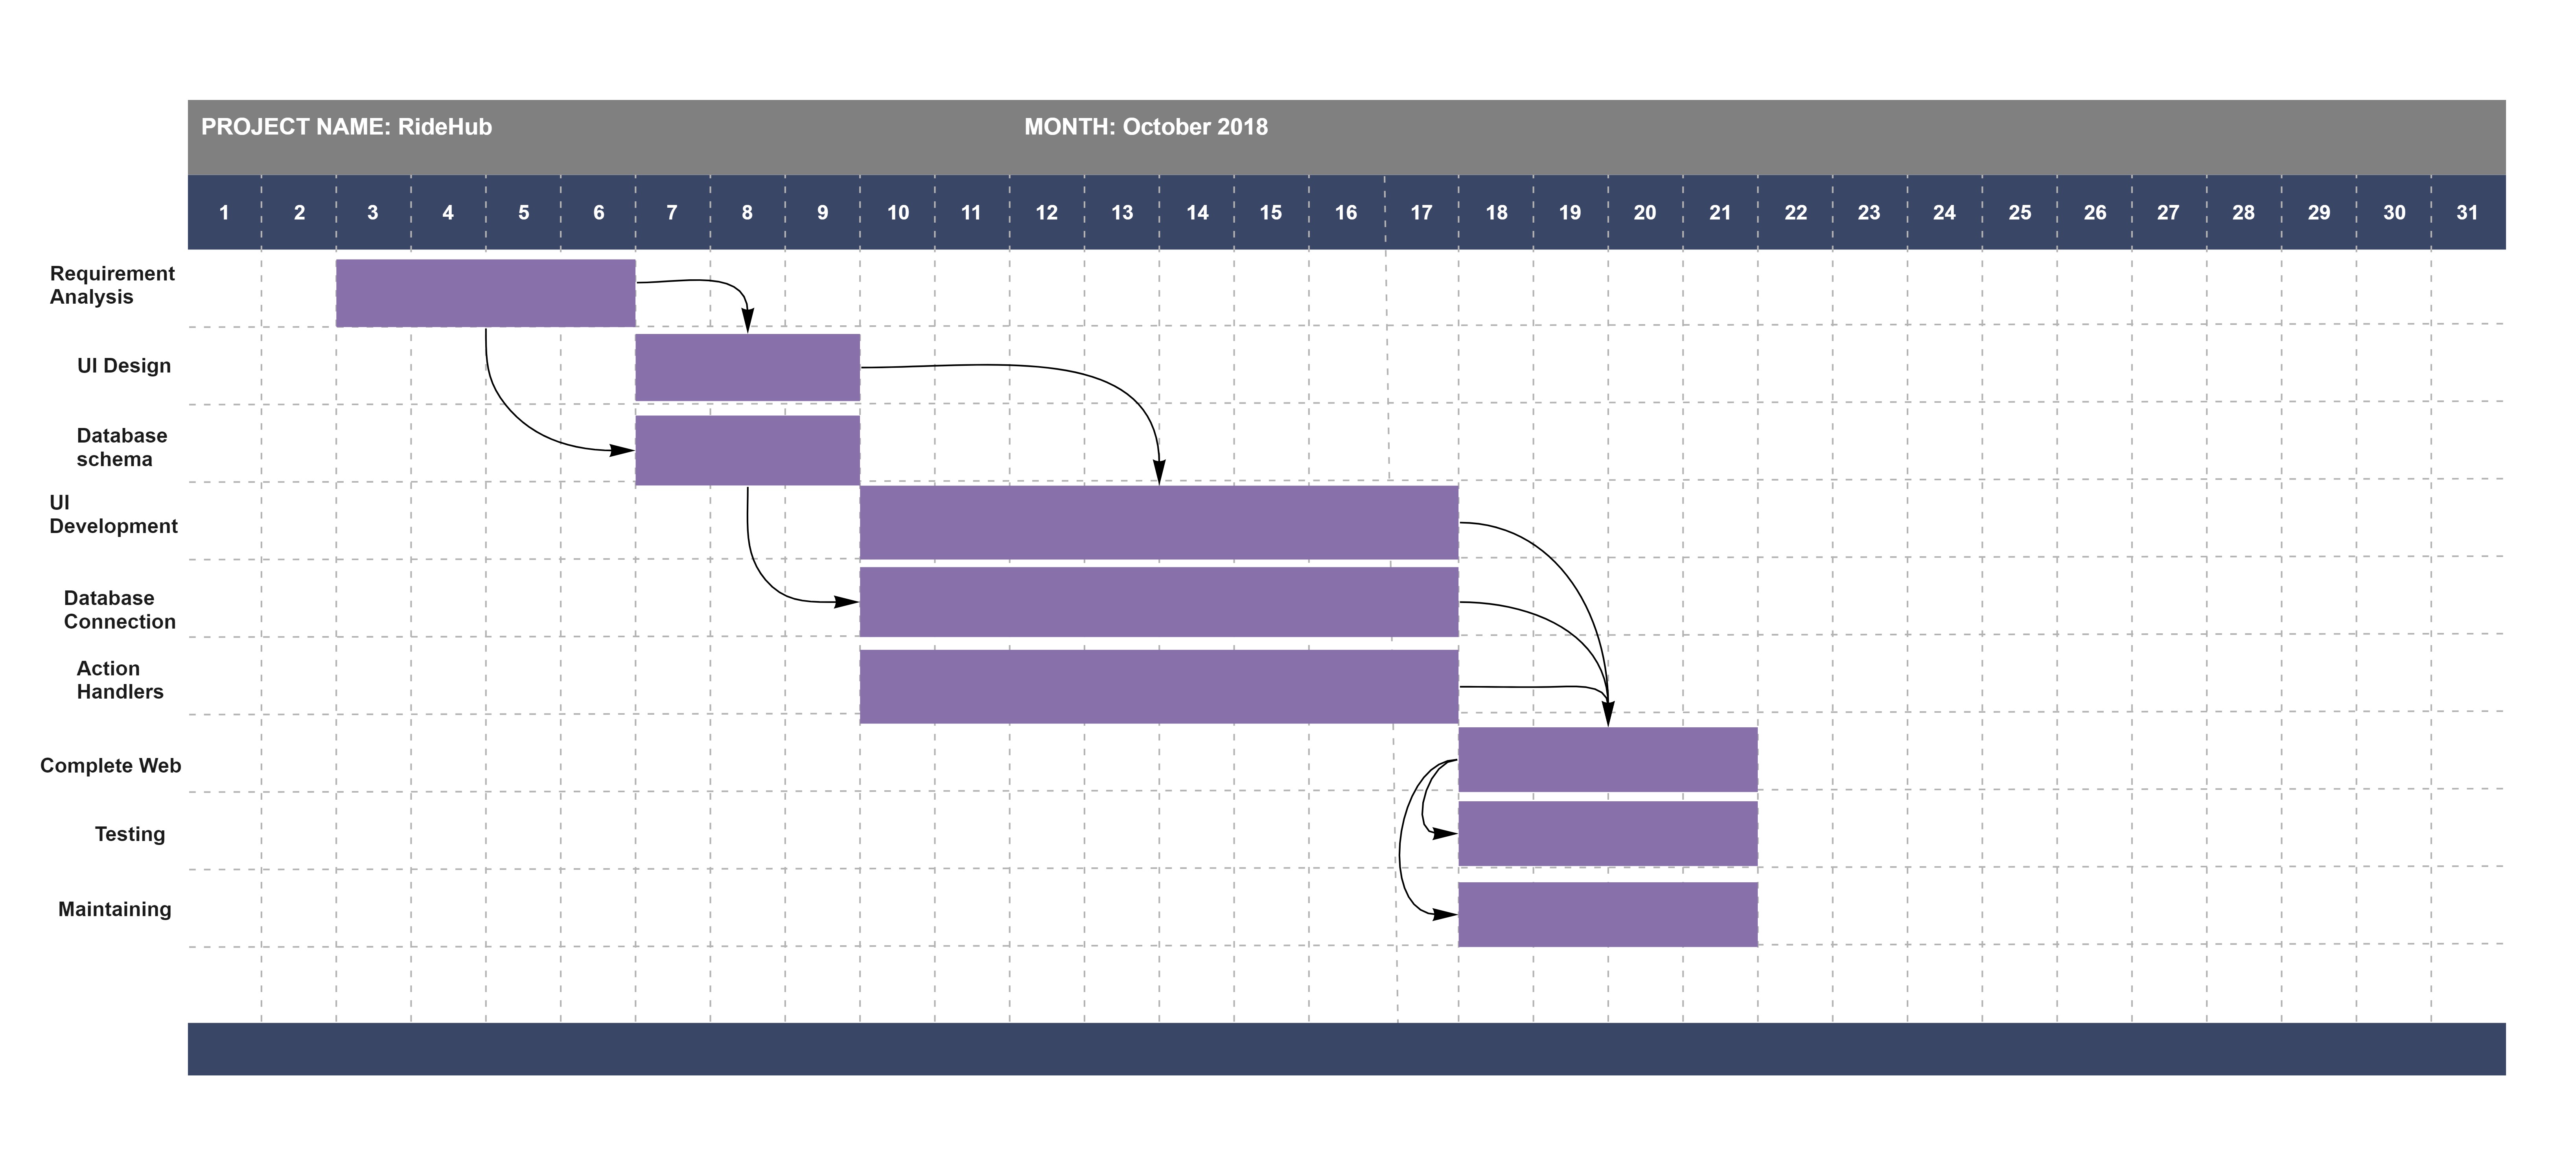 PROJECT NAME: RideHub
MONTH: October 2018
1 2 3 4 5 6 7 8 9 10 11 12 13 14 15 16 17 18 19 20 21 22 23 24 25 26 27 28 29 30 31
Requirement
Analysis
UI Design
Database
schema
UI
Development
Database
Connection
Action
Handlers
Complete Web
Testing
Maintaining